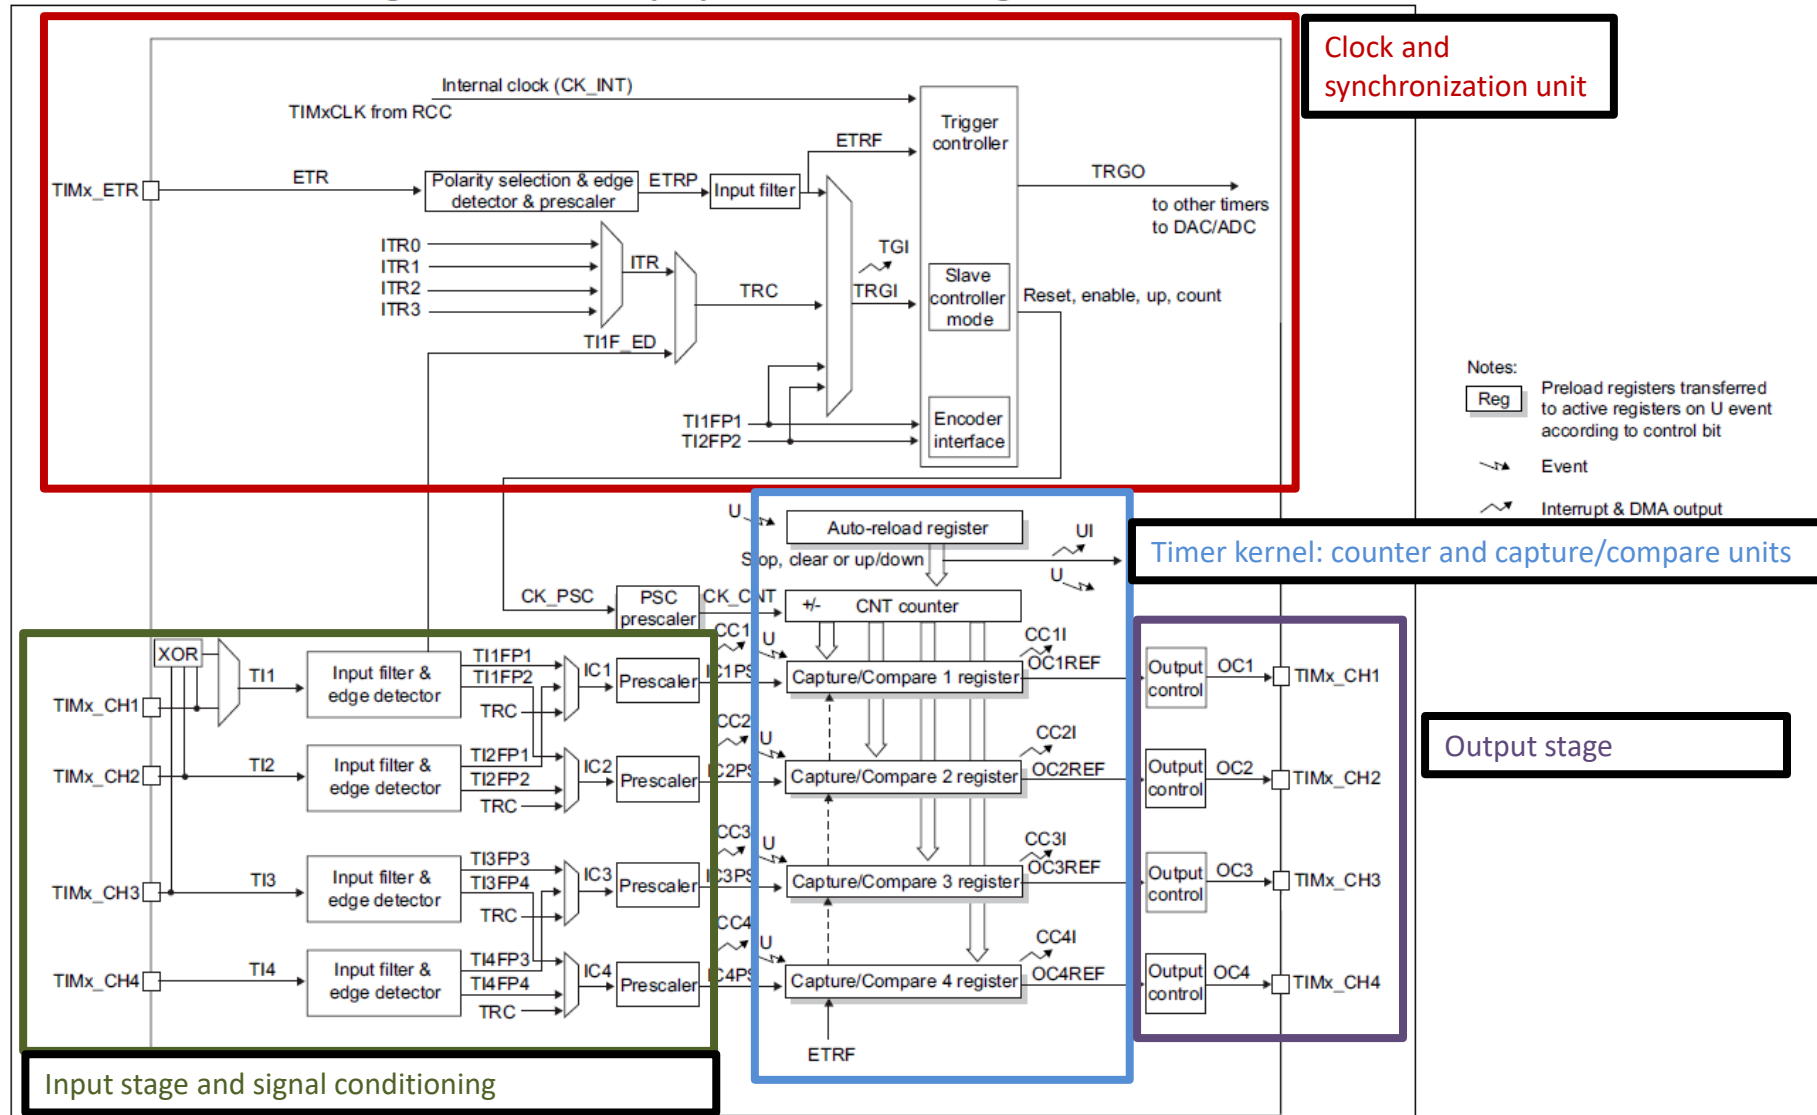 Clock and
synchronization unit
Internal clock (CK_INT)
TIMxCLK from RCC
Trigger
controller
ETRF
TIMx_ETR
ETR
Polarity selection & edge
detector & prescaler
ETRP
Input filter
TRGO
to other timers
to DAC/ADC
ITR0
ITR1
ITR2
ITR3
ITR
TRC
TGI
TRGI
Slave
controller
mode
Reset, enable, up, count
TI1F_ED
TI1FP1
TI2FP2
Encoder
interface
Notes:
Reg
Preload registers transferred
to active registers on U event
according to control bit
Event
Interrupt & DMA output
U
Auto-reload register
UI
Stop, clear or up/down
U
Timer kernel: counter and capture/compare units
CK_PSC
PSC
prescaler
CK_CNT
+/-
CNT counter
XOR
TI1
TIMx_CH1
Input filter &
edge detector
TI1FP1
TI1FP2
TRC
IC1
Prescaler
CC1
U
IC1PS
Capture/Compare 1 register
CC1I
OC1REF
Output
control
OC1
TIMx_CH1
TIMx_CH2
TI2
Input filter &
edge detector
TI2FP1
TI2FP2
TRC
IC2
Prescaler
CC2
U
IC2PS
Capture/Compare 2 register
CC2I
OC2REF
Output
control
OC2
TIMx_CH2
Output stage
TIMx_CH3
TI3
Input filter &
edge detector
TI3FP3
TI3FP4
TRC
IC3
Prescaler
CC3
U
IC3PS
Capture/Compare 3 register
CC3I
OC3REF
Output
control
OC3
TIMx_CH3
TIMx_CH4
TI4
Input filter &
edge detector
TI4FP3
TI4FP4
TRC
IC4
Prescaler
CC4
U
IC4PS
Capture/Compare 4 register
CC4I
OC4REF
Output
control
OC4
TIMx_CH4
ETRF
Input stage and signal conditioning